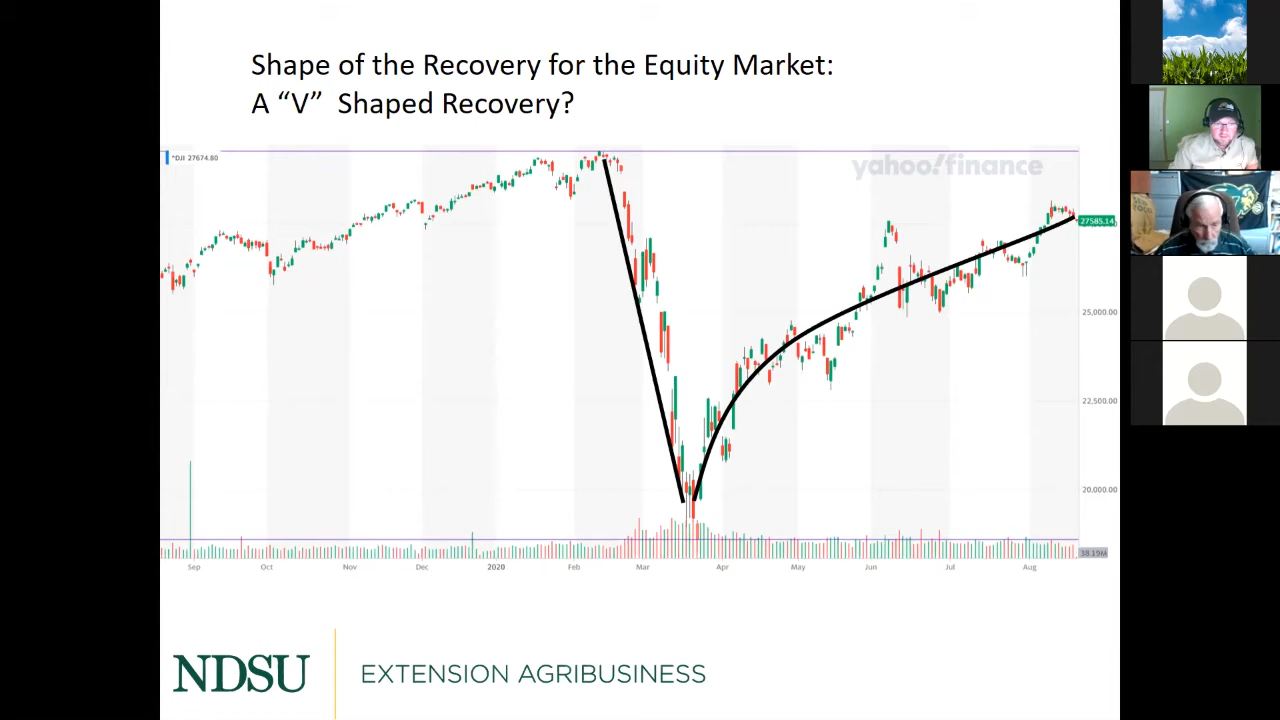 Shape of the Recovery for the Equity Market:
A “V”  Shaped Recovery?
^DJI 27674.80
yahoo!finance
27585.14
25,000.00
22,500.00
20,000.00
38.19M
Sep Oct Nov Dec 2020 Feb Mar Apr May Jun Jul Aug
NDSU
EXTENSION AGRIBUSINESS